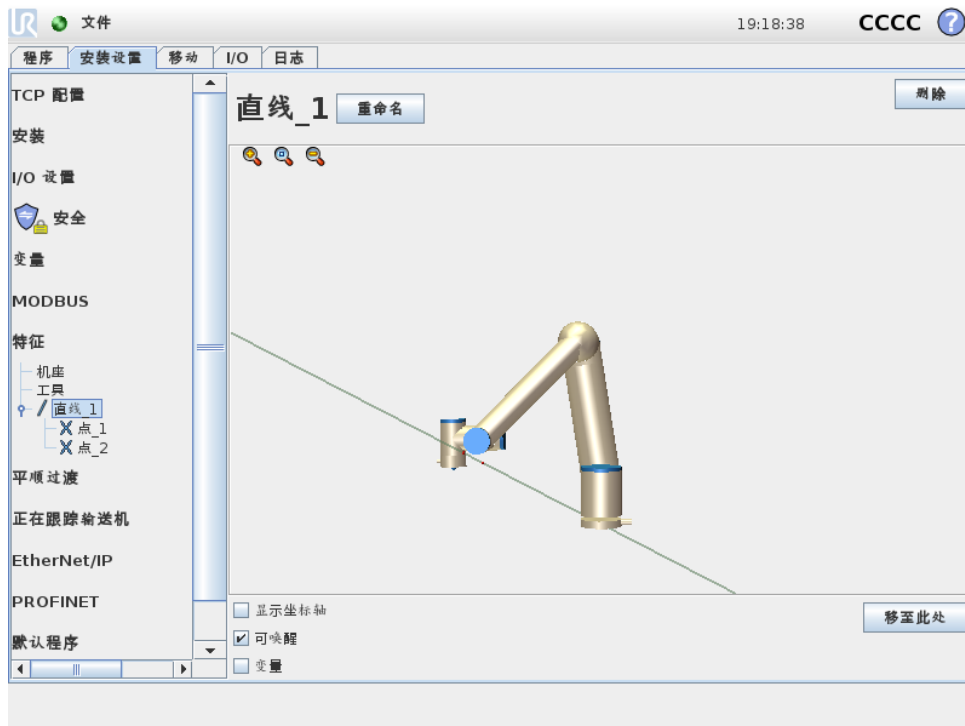 UR 文件 19:18:38 CCCC ?
程序 安装设置 移动 I/O 日志
TCP 配置
安装
I/O 设置
安全
变量
MODBUS
特征
机座
工具
直线_1
点_1
点_2
平顺过渡
正在跟踪输送机
EtherNet/IP
PROFINET
默认程序
直线_1 重命名 删除
显示坐标轴
可唤醒
变量
移至此处